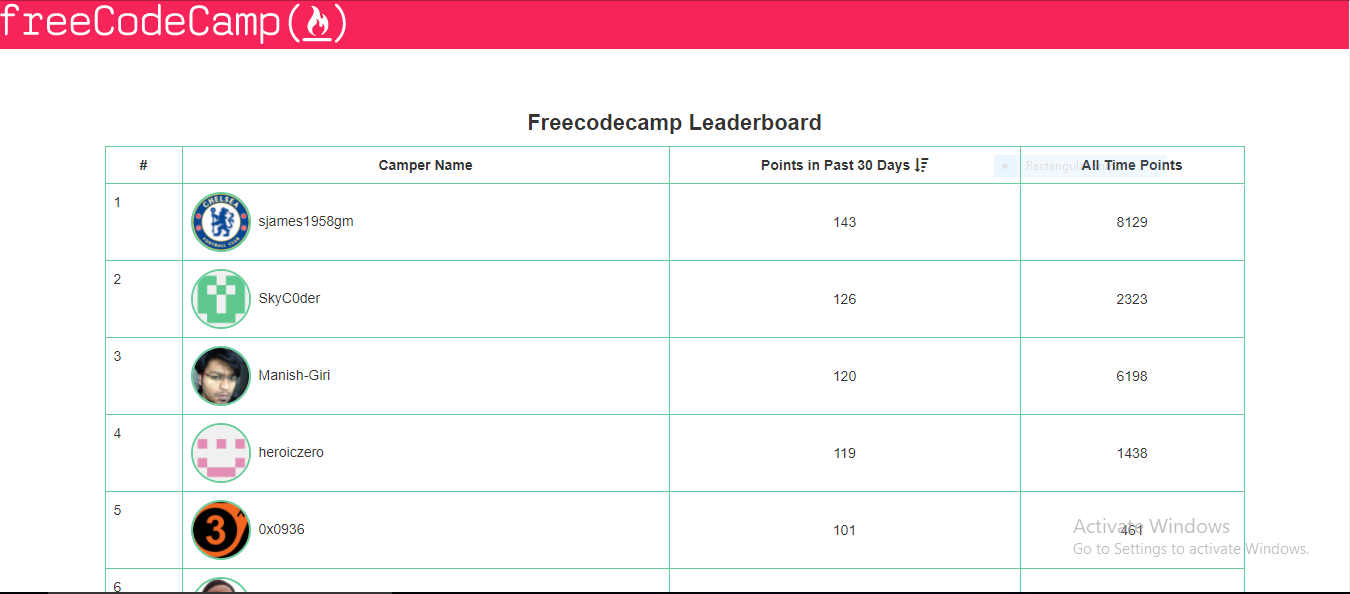 freeCodeCamp(🔥)
Freecodecamp Leaderboard
# Camper Name Points in Past 30 Days All Time Points
1 CHELSEA FOOTBALL CLUB sjames1958gm 143 8129
2 SkyC0der 126 2323
3 Manish-Giri 120 6198
4 heroiczero 119 1438
5 3 0x0936 101 461
Activate Windows
Go to Settings to activate Windows.
6